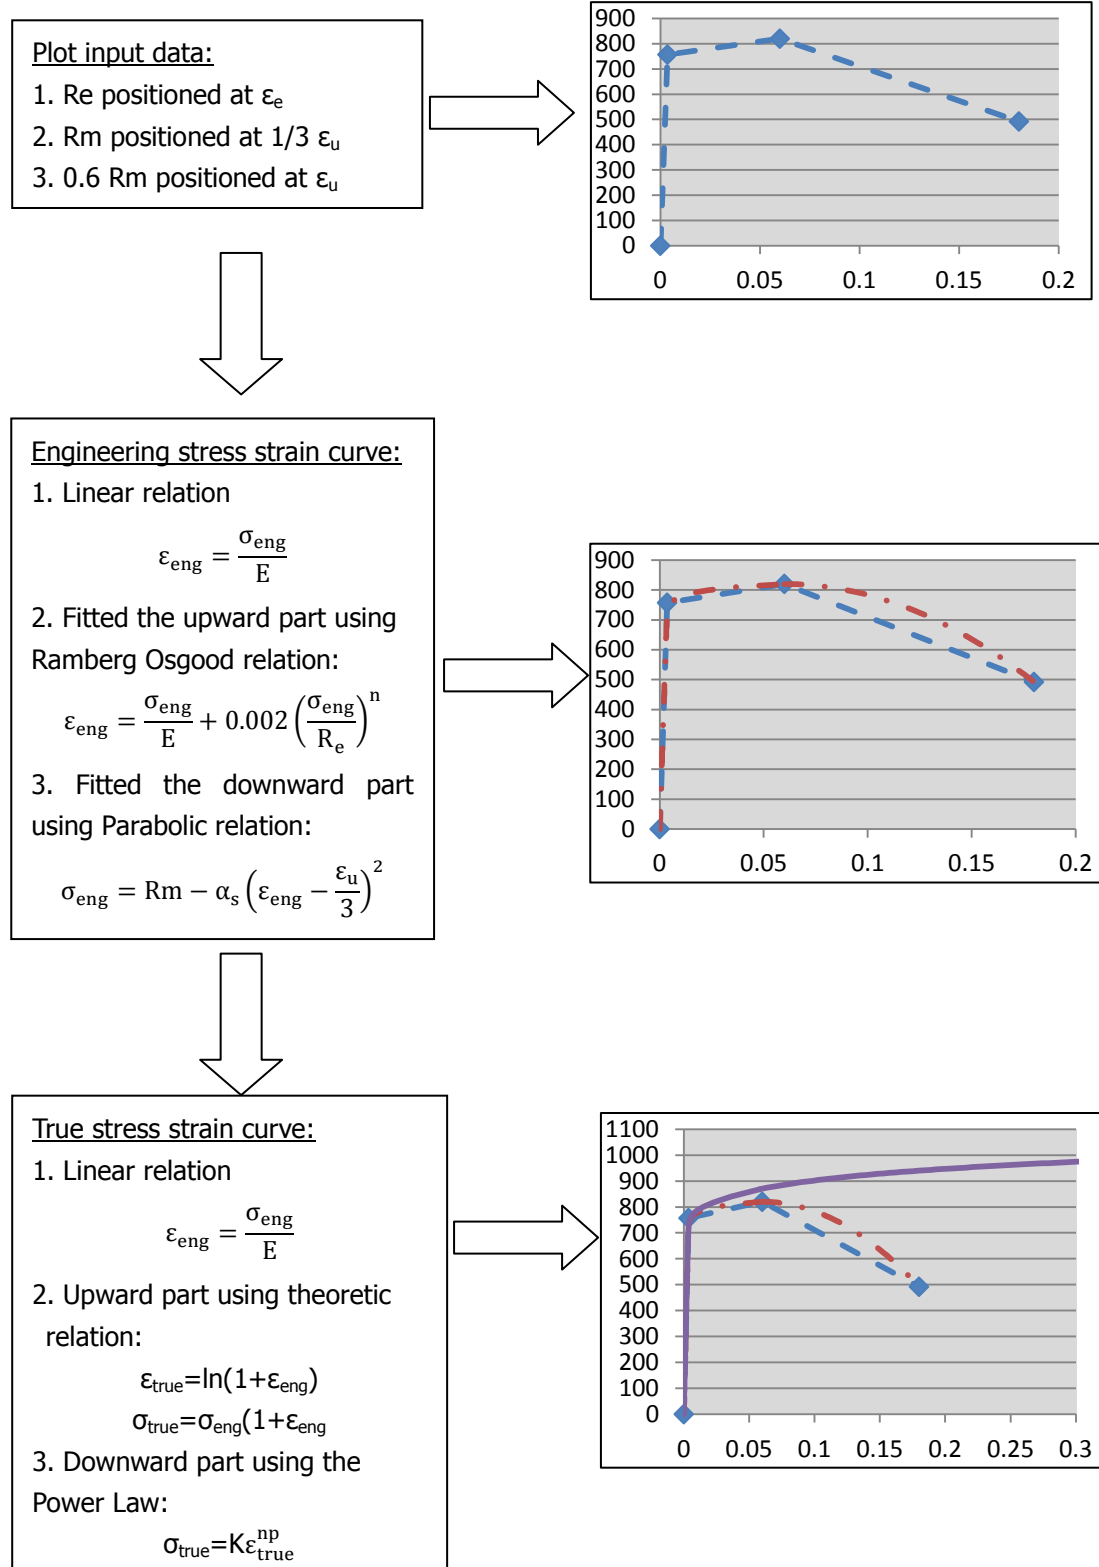 Plot input data:
1. Re positioned at εe
2. Rm positioned at 1/3 εu
3. 0.6 Rm positioned at εu
900
800
700
600
500
400
300
200
100
0
0 0.05 0.1 0.15 0.2
Engineering stress strain curve:
1. Linear relation
εeng = σeng/E
2. Fitted the upward part using
Ramberg Osgood relation:
εeng = σeng/E + 0.002 (σeng/Re)^n
3. Fitted the downward part
using Parabolic relation:
σeng = Rm − αs (εeng − εu/3)^2
900
800
700
600
500
400
300
200
100
0
0 0.05 0.1 0.15 0.2
True stress strain curve:
1. Linear relation
εeng = σeng/E
2. Upward part using theoretic
relation:
εtrue=ln(1+εeng)
σtrue=σeng(1+εeng
3. Downward part using the
Power Law:
σtrue=Kε^np_true
1100
1000
900
800
700
600
500
400
300
200
100
0
0 0.05 0.1 0.15 0.2 0.25 0.3